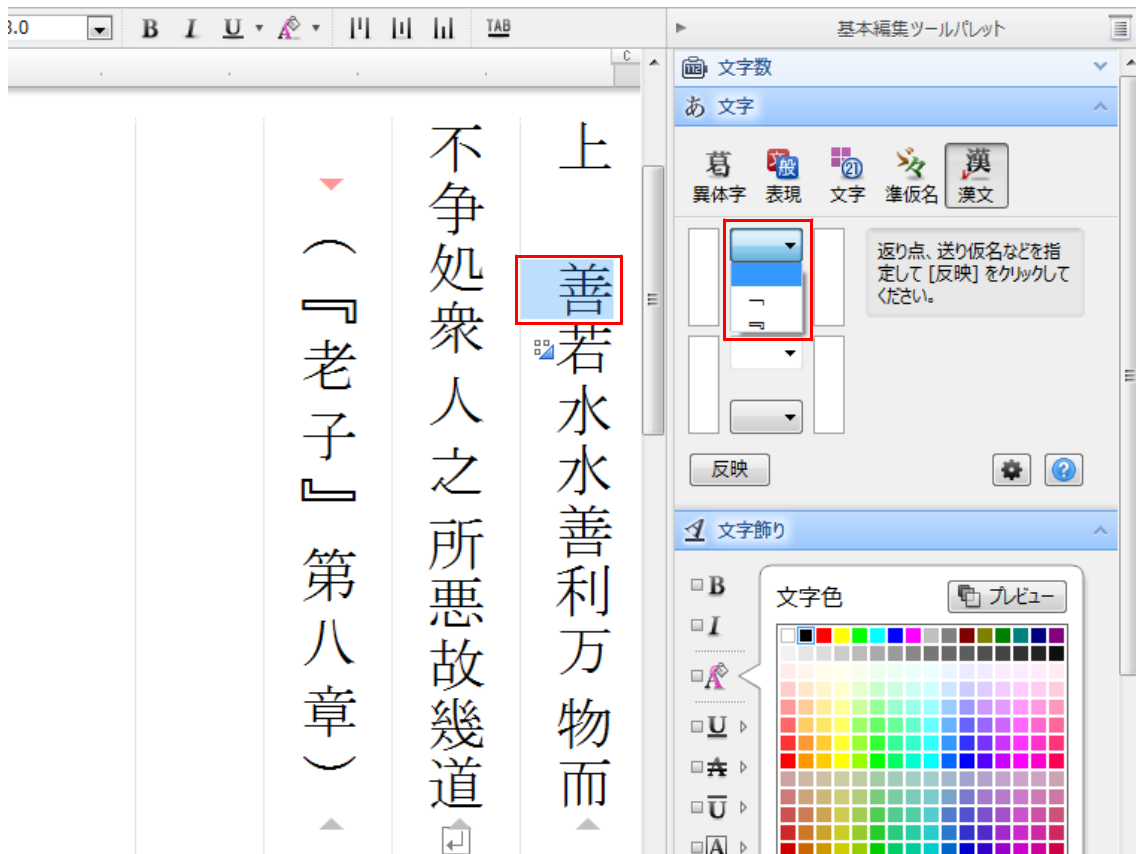 3.0 B I U TAB
基本編集ツールパレット
C
文字数
あ 文字
異体字 表現 文字 準仮名 漢文
返り点、送り仮名などを指
定して [反映] をクリックして
ください。
反映
文字飾り
B
I
文字色
プレビュー
U
A
U
A
上 善若水水善利万物而
不争処衆人之所悪故幾道
(『老子』第八章)